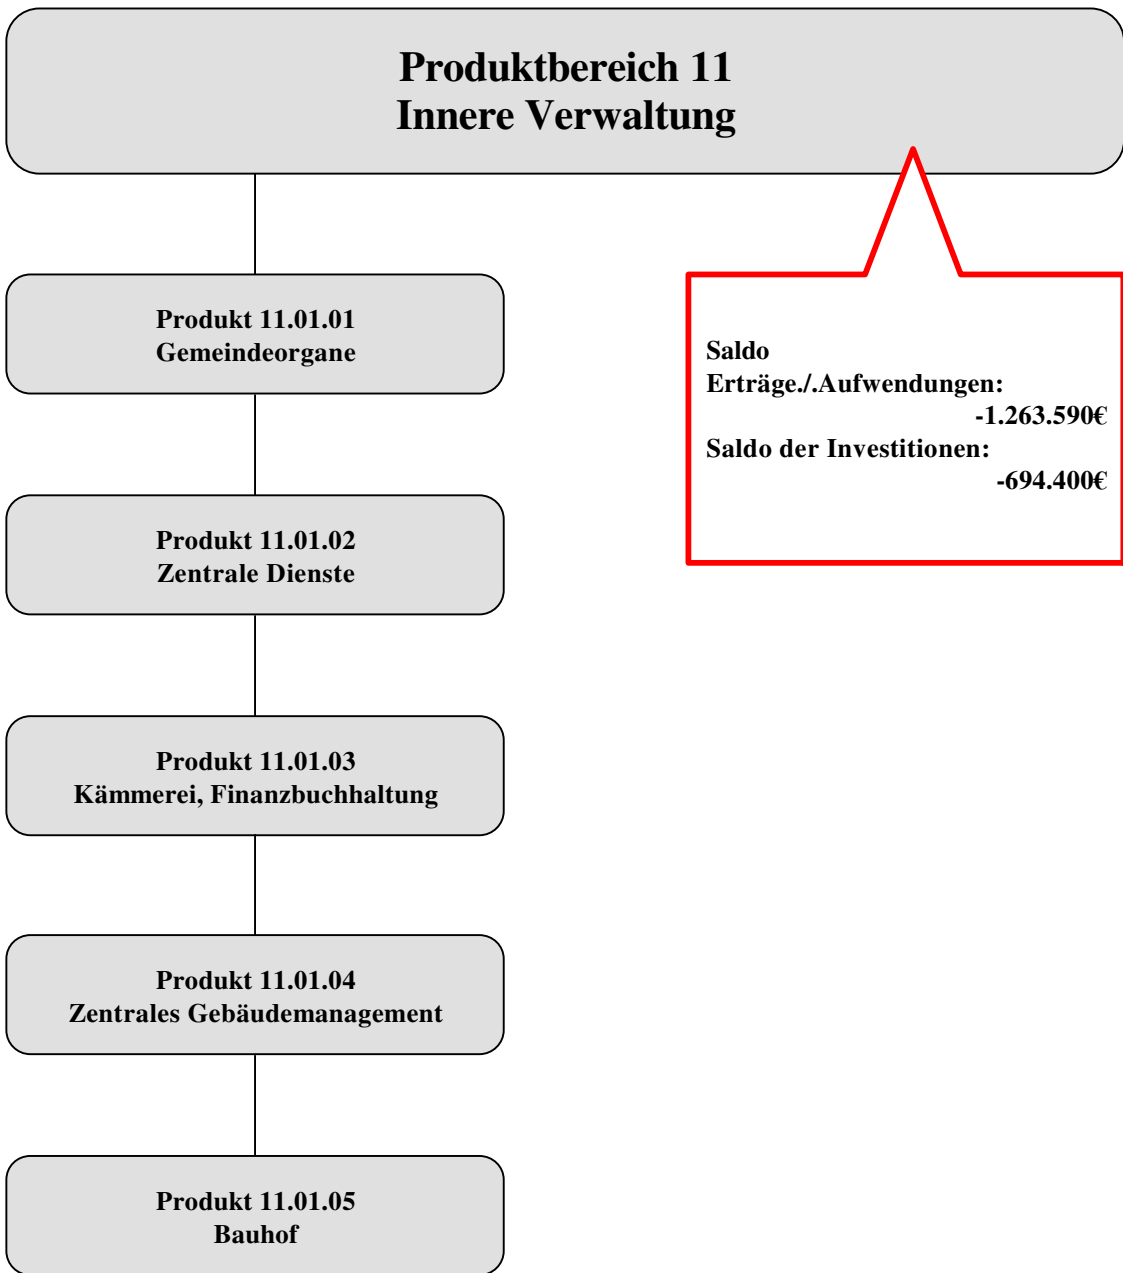 Produktbereich 11
Innere Verwaltung
Produkt 11.01.01
Gemeindeorgane
Saldo
Erträge./.Aufwendungen:
-1.263.590€
Saldo der Investitionen:
-694.400€
Produkt 11.01.02
Zentrale Dienste
Produkt 11.01.03
Kämmerei, Finanzbuchhaltung
Produkt 11.01.04
Zentrales Gebäudemanagement
Produkt 11.01.05
Bauhof